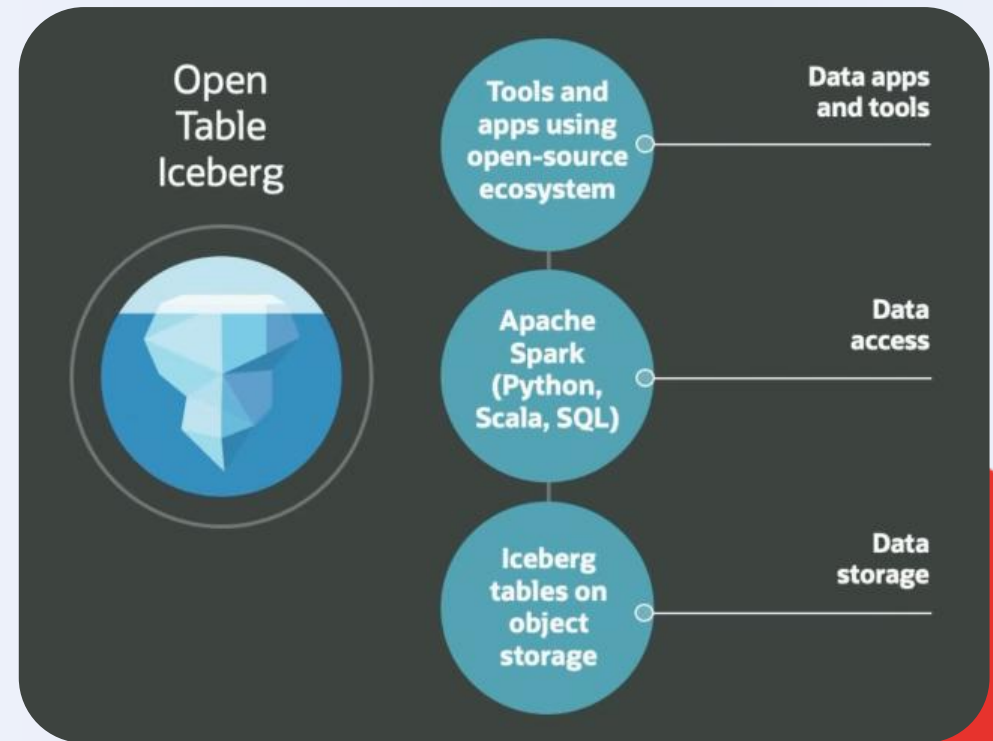 Open
Table
Iceberg
Tools and
apps using
open-source
ecosystem
Data apps
and tools
Apache
Spark
(Python,
Scala, SQL)
Data
access
Iceberg
tables on
object
storage
Data
storage